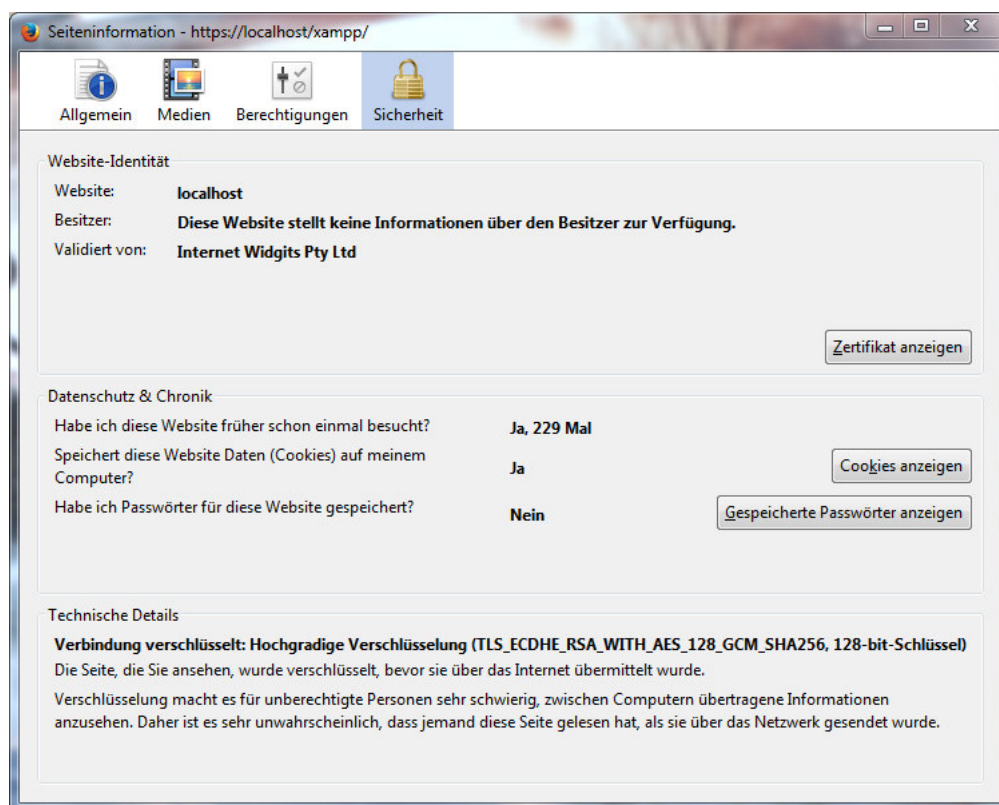 Seiteninformation - https://localhost/xampp/
Allgemein Medien Berechtigungen Sicherheit
Website-Identität
Website: localhost
Besitzer: Diese Website stellt keine Informationen über den Besitzer zur Verfügung.
Validiert von: Internet Widgits Pty Ltd
Zertifikat anzeigen
Datenschutz & Chronik
Habe ich diese Website früher schon einmal besucht? Ja, 229 Mal
Speichert diese Website Daten (Cookies) auf meinem
Computer? Ja Cookies anzeigen
Habe ich Passwörter für diese Website gespeichert? Nein Gespeicherte Passwörter anzeigen
Technische Details
Verbindung verschlüsselt: Hochgradige Verschlüsselung (TLS_ECDHE_RSA_WITH_AES_128_GCM_SHA256, 128-bit-Schlüssel)
Die Seite, die Sie ansehen, wurde verschlüsselt, bevor sie über das Internet übermittelt wurde.
Verschlüsselung macht es für unberechtigte Personen sehr schwierig, zwischen Computern übertragene Informationen
anzusehen. Daher ist es sehr unwahrscheinlich, dass jemand diese Seite gelesen hat, als sie über das Netzwerk gesendet wurde.